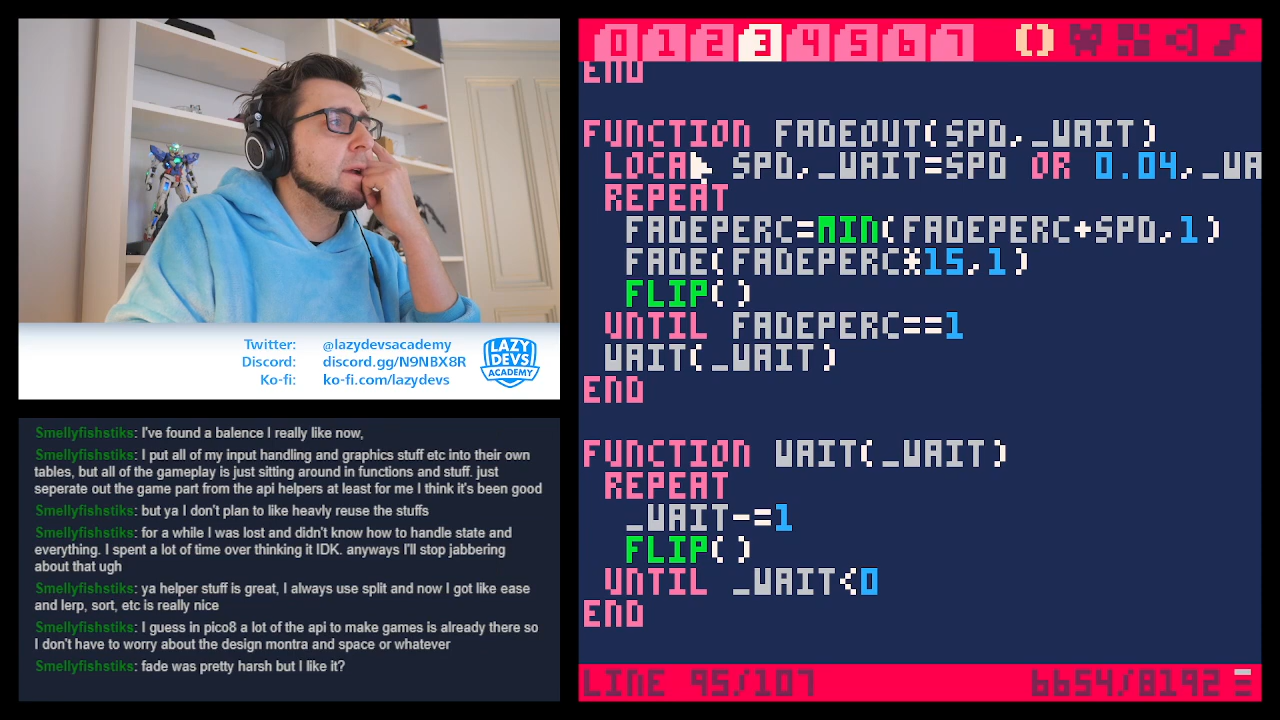 Twitter: @lazydevsacademy
Discord: discord.gg/N9NBX8R
Ko-fi: ko-fi.com/lazydevs
LAZY
DEVS
ACADEMY
Smellyfishstiks: I've found a balence I really like now,
Smellyfishstiks: I put all of my input handling and graphics stuff etc into their own
tables, but all of the gameplay is just sitting around in functions and stuff. just
seperate out the game part from the api helpers at least for me I think it's been good
Smellyfishstiks: but ya I don't plan to like heavly reuse the stuffs
Smellyfishstiks: for a while I was lost and didn't know how to handle state and
everything. I spent a lot of time over thinking it IDK. anyways I'll stop jabbering
about that ugh
Smellyfishstiks: ya helper stuff is great, I always use split and now I got like ease
and lerp, sort, etc is really nice
Smellyfishstiks: I guess in pico8 a lot of the api to make games is already there so
I don't have to worry about the design montra and space or whatever
Smellyfishstiks: fade was pretty harsh but I like it?
0 1 2 3 4 5 6 7 ()
END
FUNCTION FADEOUT(SPD,_WAIT)
LOCA SPD,_WAIT=SPD OR 0.04,_WA
REPEAT
FADEPERC=MIN(FADEPERC+SPD,1)
FADE(FADEPERC*15,1)
FLIP()
UNTIL FADEPERC==1
WAIT(_WAIT)
END
FUNCTION WAIT(_WAIT)
REPEAT
_WAIT-=1
FLIP()
UNTIL _WAIT<0
END
LINE 95/107 6654/8192